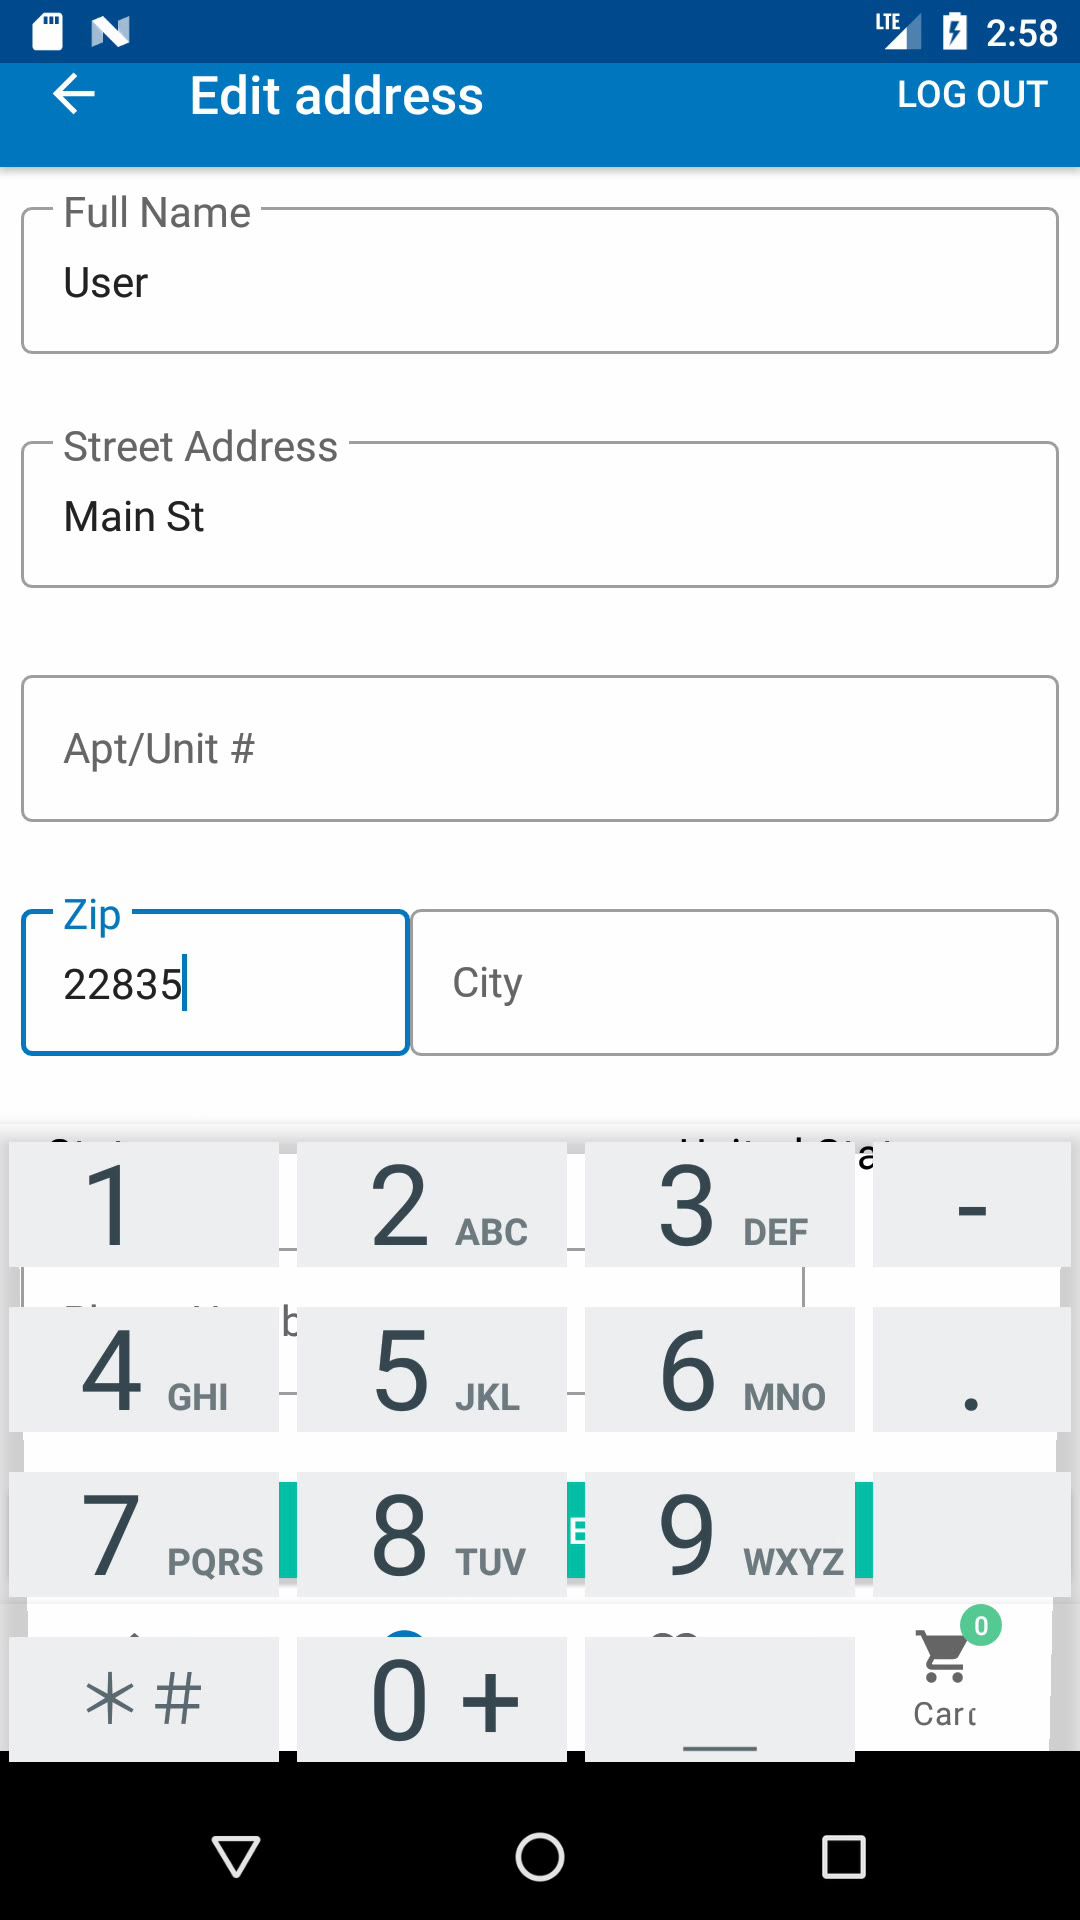 LTE 2:58
Edit address LOG OUT
Full Name
User
Street Address
Main St
Apt/Unit #
Zip
22835
City
1 2 ABC 3 DEF -
4 GHI 5 JKL 6 MNO .
7 PQRS 8 TUV 9 WXYZ
0
* # 0 + _